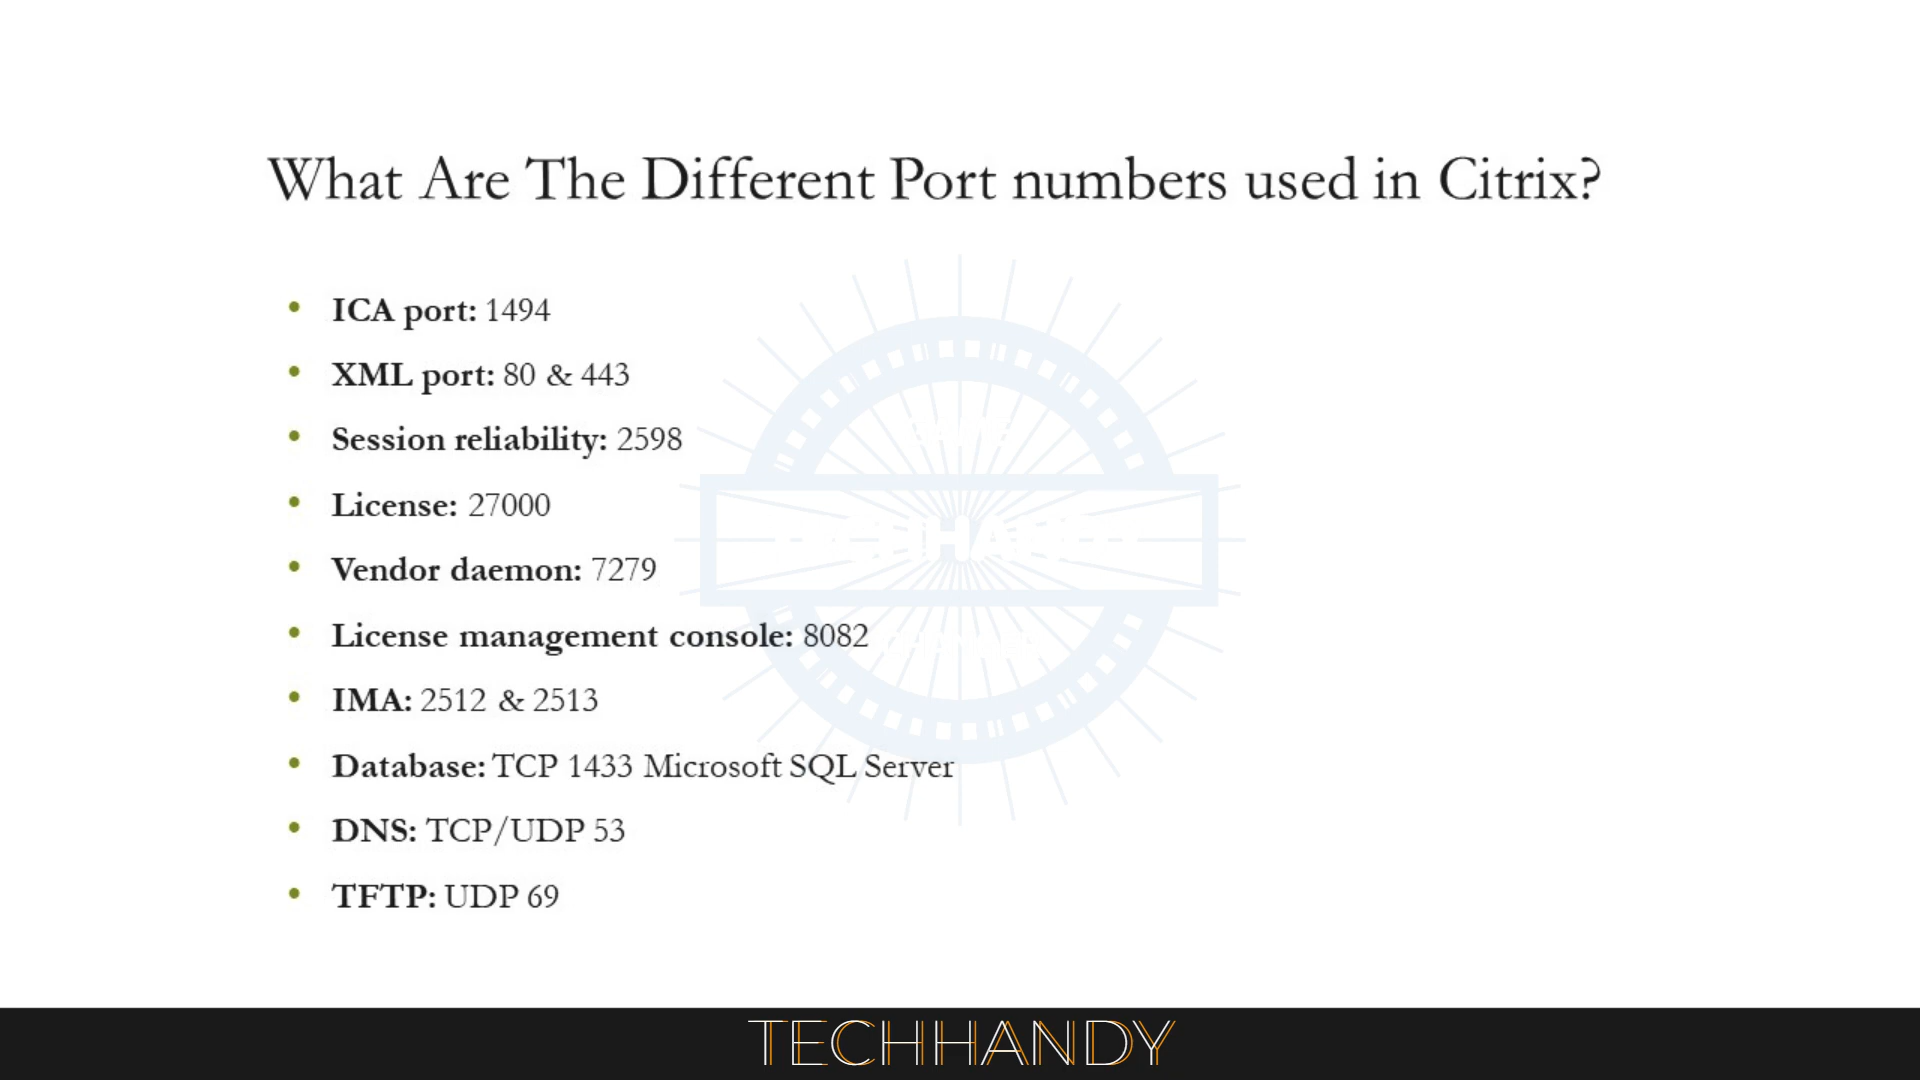 What Are The Different Port numbers used in Citrix?
• ICA port: 1494
• XML port: 80 & 443
• Session reliability: 2598
• License: 27000
• Vendor daemon: 7279
• License management console: 8082
• IMA: 2512 & 2513
• Database: TCP 1433 Microsoft SQL Server
• DNS: TCP/UDP 53
• TFTP: UDP 69
TECHHANDY
TECHHANDY